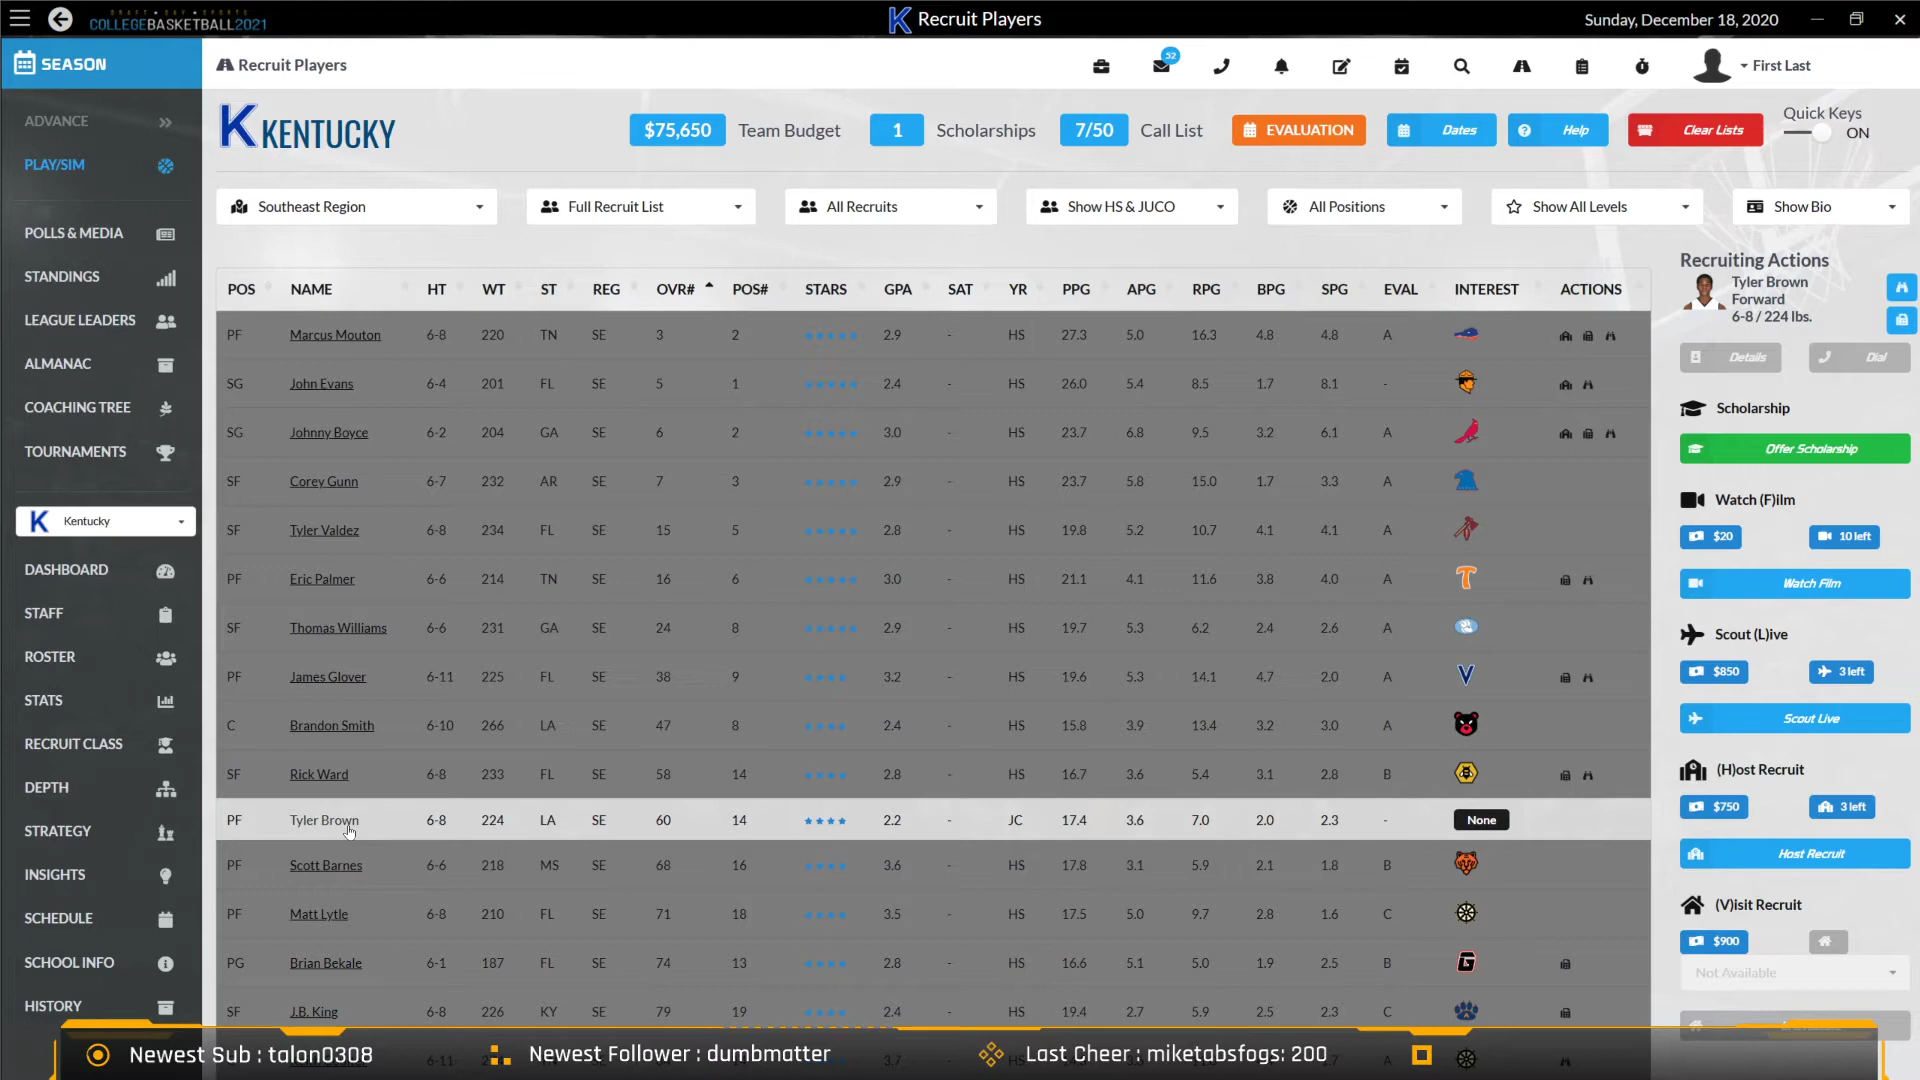 DRAFT DAY SPORTS
COLLEGEBASKETBALL2021
Recruit Players
Sunday, December 18, 2020
SEASON
Recruit Players
52
First Last
ADVANCE
PLAY/SIM
POLLS & MEDIA
STANDINGS
LEAGUE LEADERS
ALMANAC
COACHING TREE
TOURNAMENTS
Kentucky
DASHBOARD
STAFF
ROSTER
STATS
RECRUIT CLASS
DEPTH
STRATEGY
INSIGHTS
SCHEDULE
SCHOOL INFO
HISTORY
K KENTUCKY
$75,650 Team Budget 1 Scholarships 7/50 Call List EVALUATION Dates Help Clear Lists Quick Keys ON
Southeast Region Full Recruit List All Recruits Show HS & JUCO All Positions Show All Levels Show Bio
POS NAME HT WT ST REG OVR# POS# STARS GPA SAT YR PPG APG RPG BPG SPG EVAL INTEREST ACTIONS
PF Marcus Mouton 6-8 220 TN SE 3 2 2.9 - HS 27.3 5.0 16.3 4.8 4.8 A
SG John Evans 6-4 201 FL SE 5 1 2.4 - HS 26.0 5.4 8.5 1.7 8.1 -
SG Johnny Boyce 6-2 204 GA SE 6 2 3.0 - HS 23.7 6.8 9.5 3.2 6.1 A
SF Corey Gunn 6-7 232 AR SE 7 3 2.9 - HS 23.7 5.8 15.0 1.7 3.3 A
SF Tyler Valdez 6-8 234 FL SE 15 5 2.8 - HS 19.8 5.2 10.7 4.1 4.1 A
PF Eric Palmer 6-6 214 TN SE 16 6 3.0 - HS 21.1 4.1 11.6 3.8 4.0 A T
SF Thomas Williams 6-6 231 GA SE 24 8 2.9 - HS 19.7 5.3 6.2 2.4 2.6 A
PF James Glover 6-11 225 FL SE 38 9 3.2 - HS 19.6 5.3 14.1 4.7 2.0 A V
C Brandon Smith 6-10 266 LA SE 47 8 2.4 - HS 15.8 3.9 13.4 3.2 3.0 A
SF Rick Ward 6-8 233 FL SE 58 14 2.8 - HS 16.7 3.6 5.4 3.1 2.8 B
PF Tyler Brown 6-8 224 LA SE 60 14 2.2 - JC 17.4 3.6 7.0 2.0 2.3 - None
PF Scott Barnes 6-6 218 MS SE 68 16 3.6 - HS 17.8 3.1 5.9 2.1 1.8 B
PF Matt Lytle 6-8 210 FL SE 71 18 3.5 - HS 17.5 5.0 9.7 2.8 1.6 C
PG Brian Bekale 6-1 187 FL SE 74 13 2.8 - HS 16.6 5.1 5.0 1.9 2.5 B G
SF J.B. King 6-8 226 KY SE 79 19 2.4 - HS 19.4 2.7 5.9 2.5 2.3 C
6-11 3.7 A
Recruiting Actions
Tyler Brown
Forward
6-8 / 224 lbs.
Details Dial
Scholarship
Offer Scholarship
Watch (F)ilm
$20 10 left
Watch Film
Scout (L)ive
$850 3 left
Scout Live
(H)ost Recruit
$750 3 left
Host Recruit
(V)isit Recruit
$900
Not Available
Newest Sub : talon0308 Newest Follower : dumbmatter Last Cheer : miketabsfogs: 200